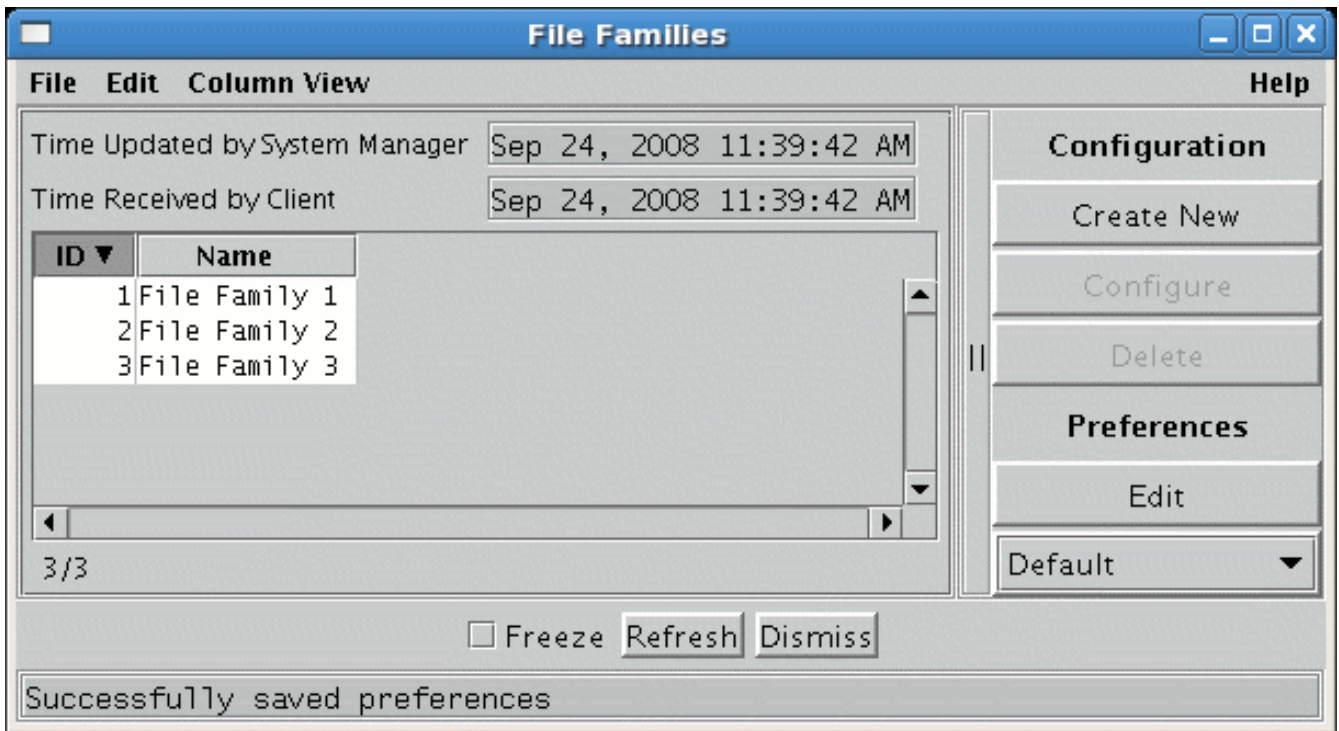 File Families
File Edit Column View Help
Time Updated by System Manager Sep 24, 2008 11:39:42 AM
Time Received by Client Sep 24, 2008 11:39:42 AM
ID ▼ Name
1 File Family 1
2 File Family 2
3 File Family 3
3/3
Configuration
Create New
Configure
Delete
Preferences
Edit
Default
Freeze Refresh Dismiss
Successfully saved preferences